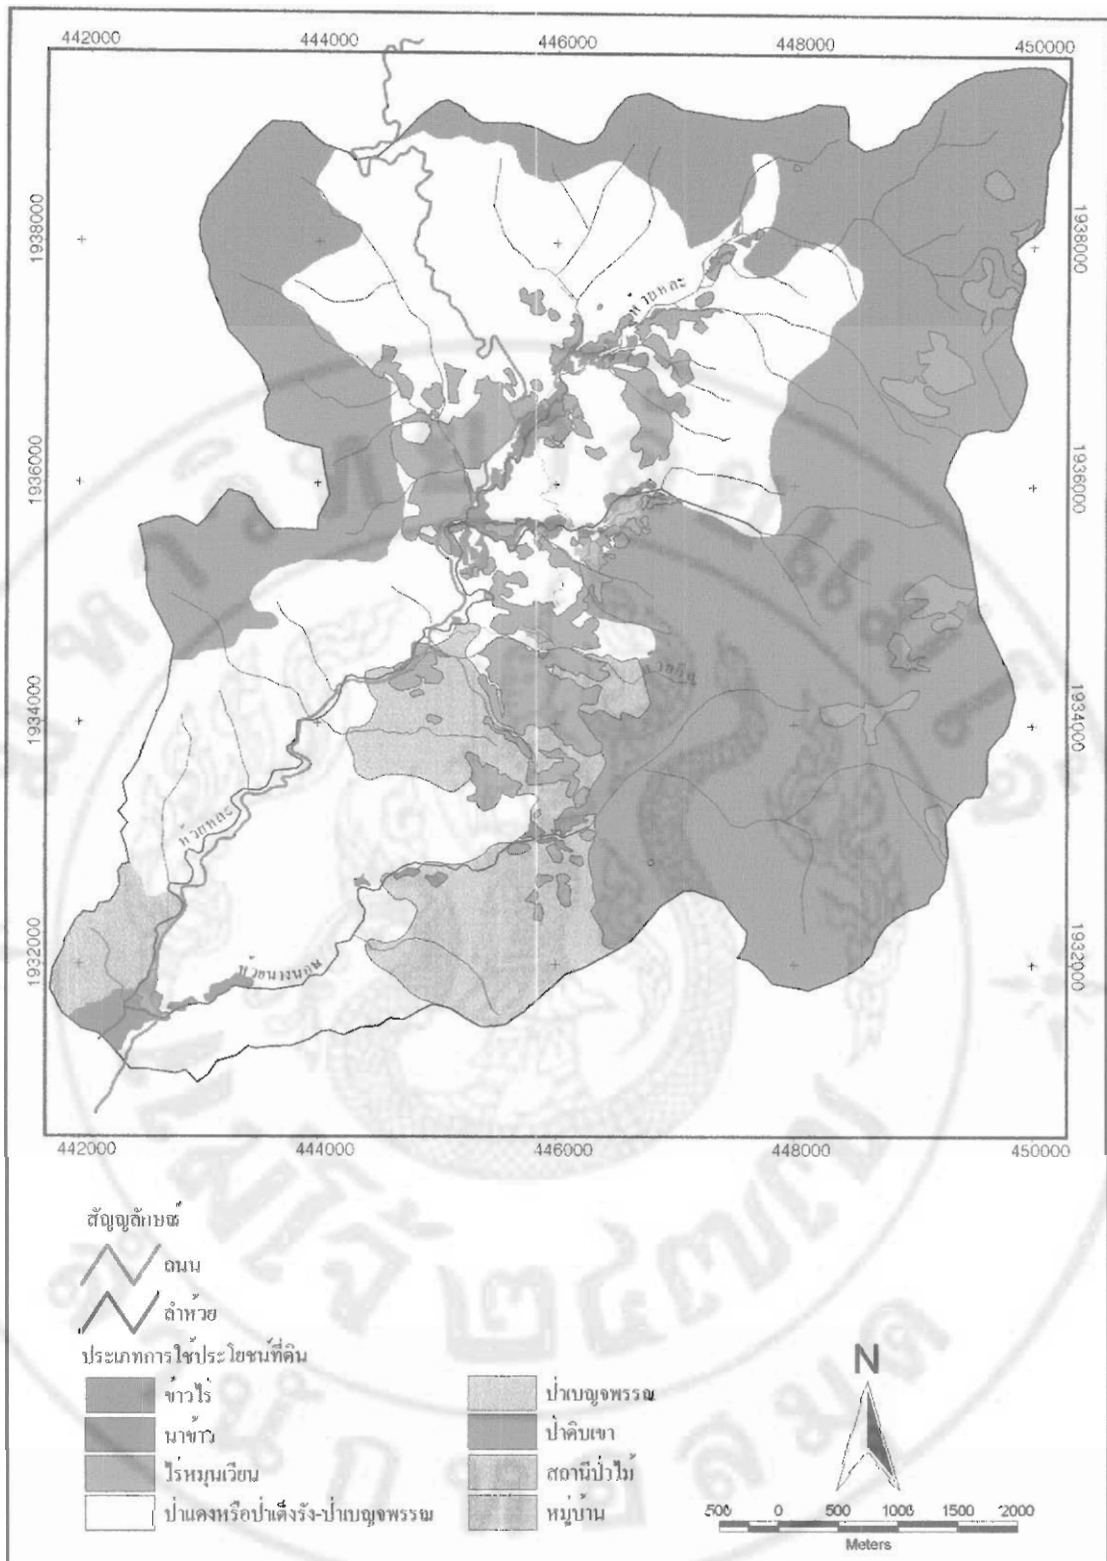 442000 444000 446000 448000 450000
1938000 1938000
ห้วยหละ
1936000 1936000
1934000 1934000
ห้วยหละ
1932000 1932000
ห้วยนางนอน
442000 444000 446000 448000 450000
สัญญลักษณ์
ถนน
ลำห้วย
ประเภทการใช้ประโยชน์ที่ดิน
ข้าวไร่
นาข้าว
ไร่หมุนเวียน
ป่าแดงหรือป่าเต็งรัง-ป่าเบญจพรรณ
ป่าเบญจพรรณ
ป่าดิบเขา
สถานีป่าไม้
หมู่บ้าน
N
500 0 500 1000 1500 2000
Meters